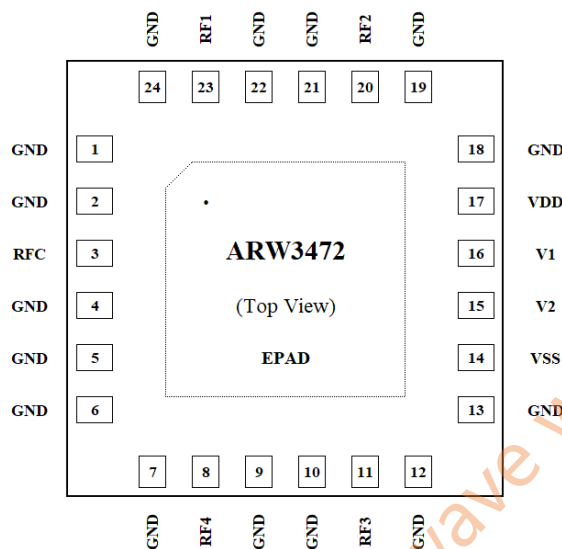 GND RF1 GND GND RF2 GND
24 23 22 21 20 19
GND 1 18 GND
GND 2 17 VDD
RFC 3 ARW3472 16 V1
GND 4 (Top View) 15 V2
GND 5 EPAD 14 VSS
GND 6 13 GND
7 8 9 10 11 12
GND RF4 GND GND RF3 GND
wave w